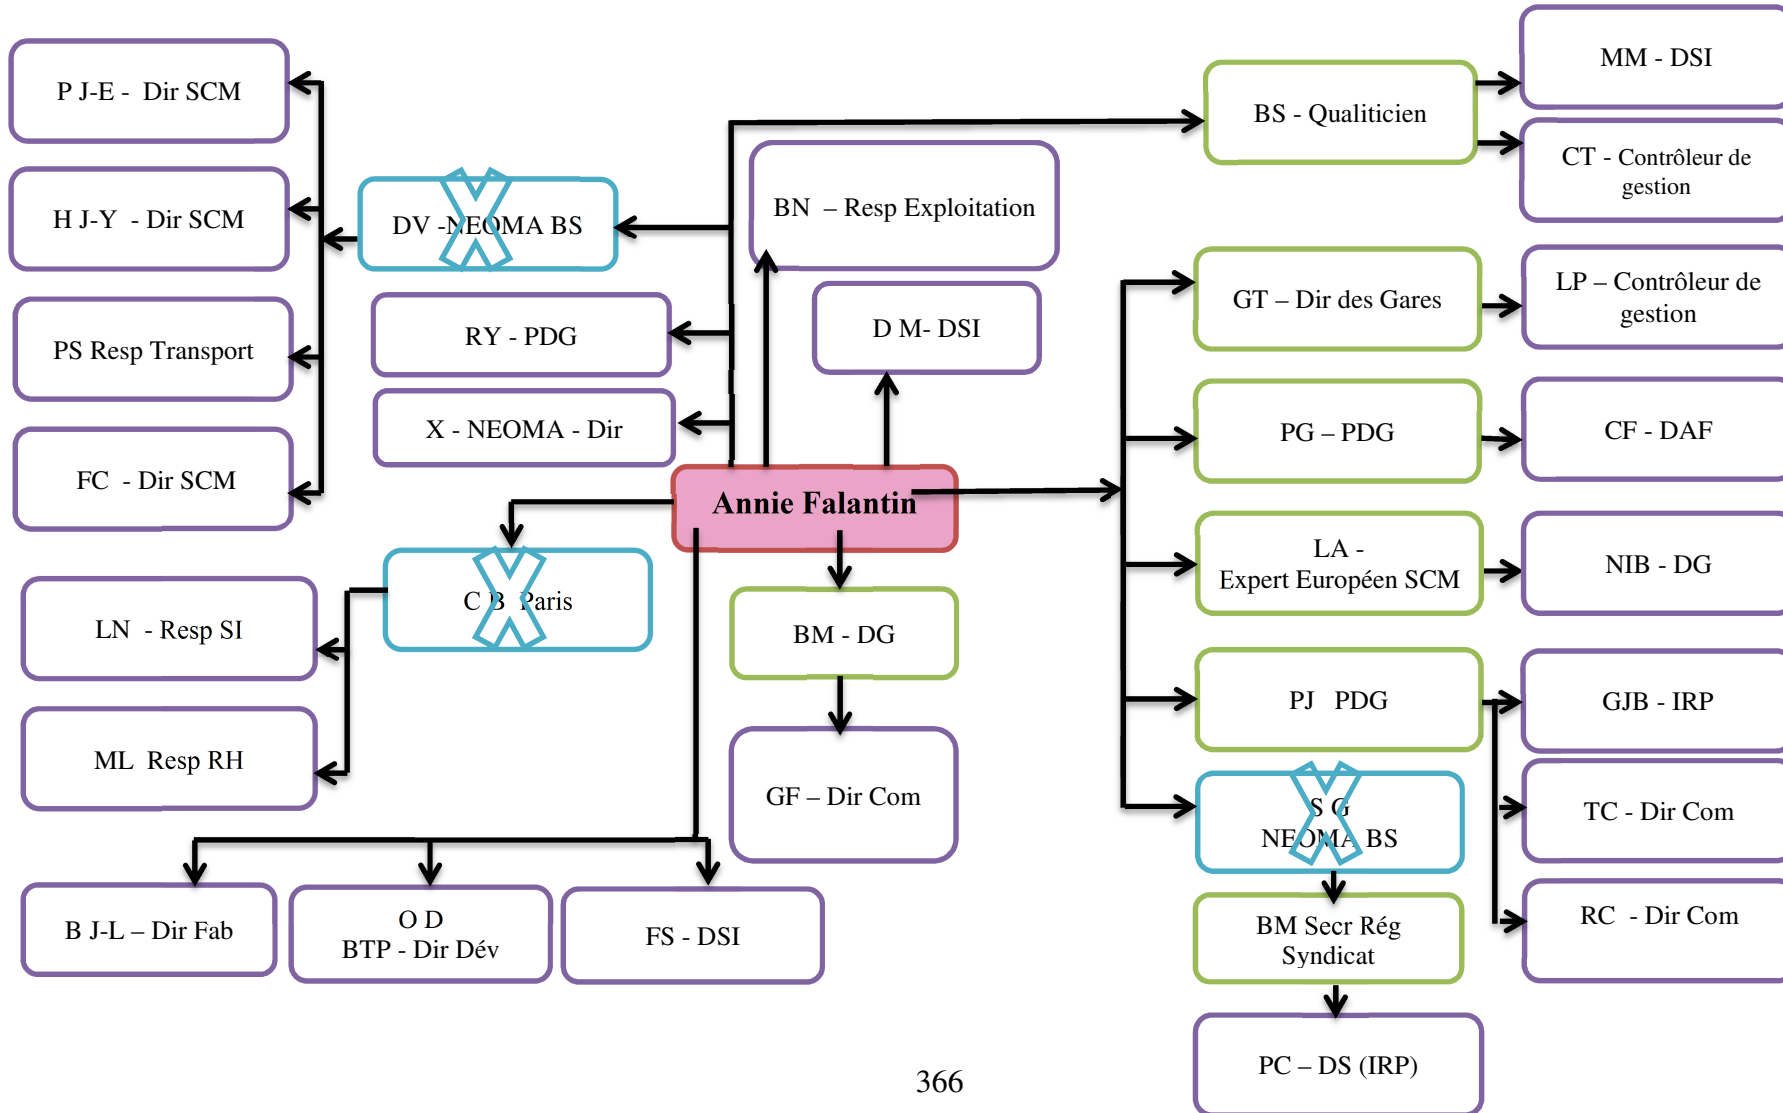 MM - DSI
P J-E - Dir SCM
BS - Qualiticien
CT - Contrôleur de
gestion
BN – Resp Exploitation
H J-Y - Dir SCM
DV -NEOMA BS
LP – Contrôleur de
gestion
GT – Dir des Gares
D M- DSI
RY - PDG
PS Resp Transport
X - NEOMA - Dir
PG – PDG
CF - DAF
FC - Dir SCM
Annie Falantin
LA -
Expert Européen SCM
NIB - DG
C B Paris
LN - Resp SI
BM - DG
PJ PDG
GJB - IRP
ML Resp RH
GF – Dir Com
S G
NEOMA BS
TC - Dir Com
B J-L – Dir Fab
O D
BTP - Dir Dév
FS - DSI
BM Secr Rég
Syndicat
RC - Dir Com
PC – DS (IRP)
366